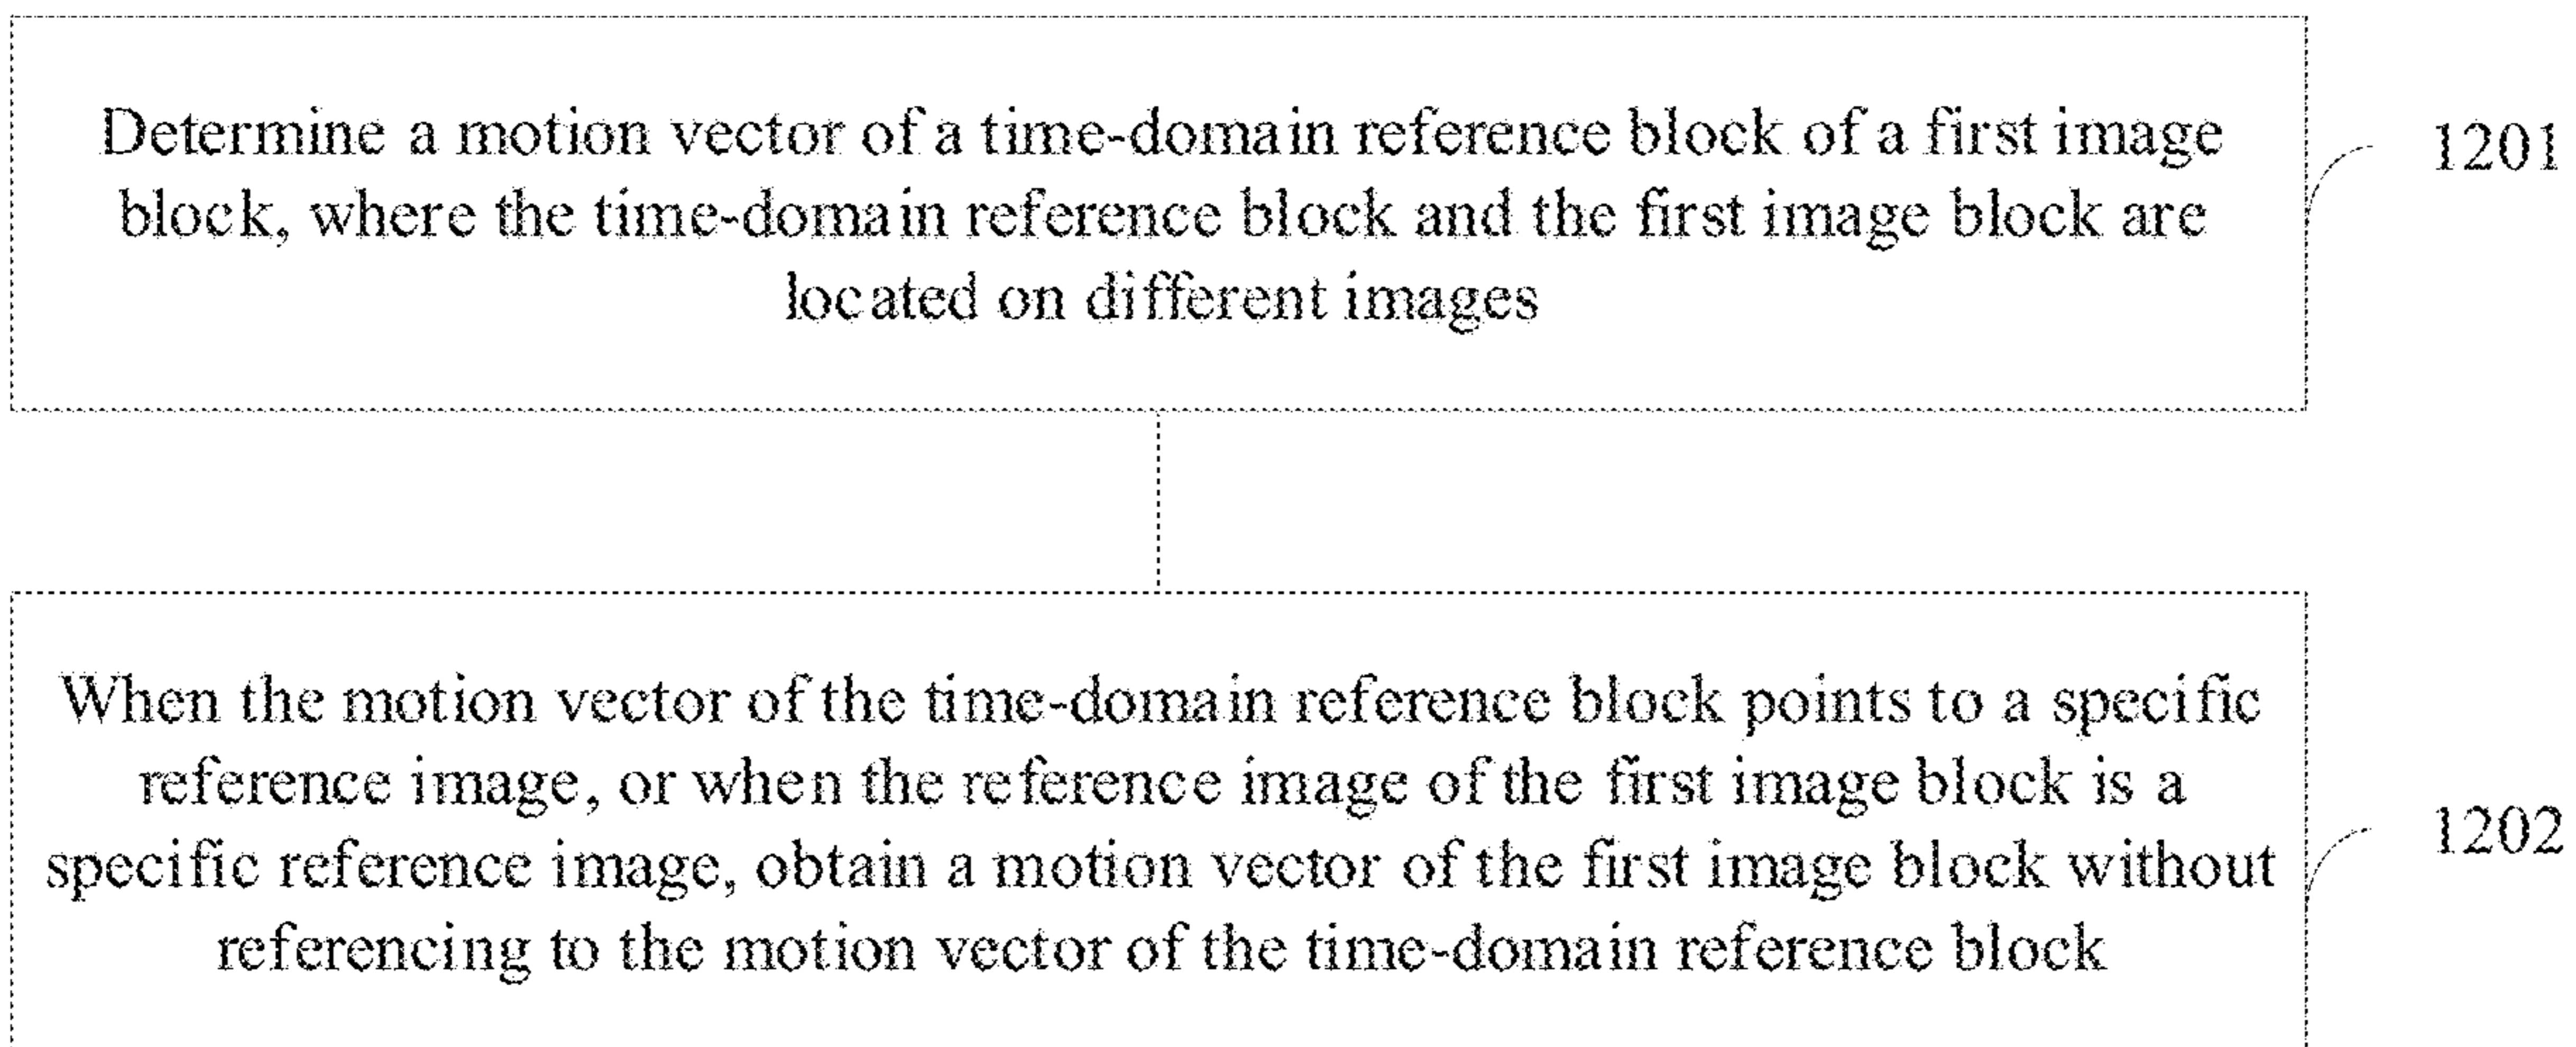 Determine a motion vector of a time-domain reference block of a first image
block, where the time-domain reference block and the first image block are
located on different images
1201
When the motion vector of the time-domain reference block points to a specific
reference image, or when the reference image of the first image block is a
specific reference image, obtain a motion vector of the first image block without
referencing to the motion vector of the time-domain reference block
1202